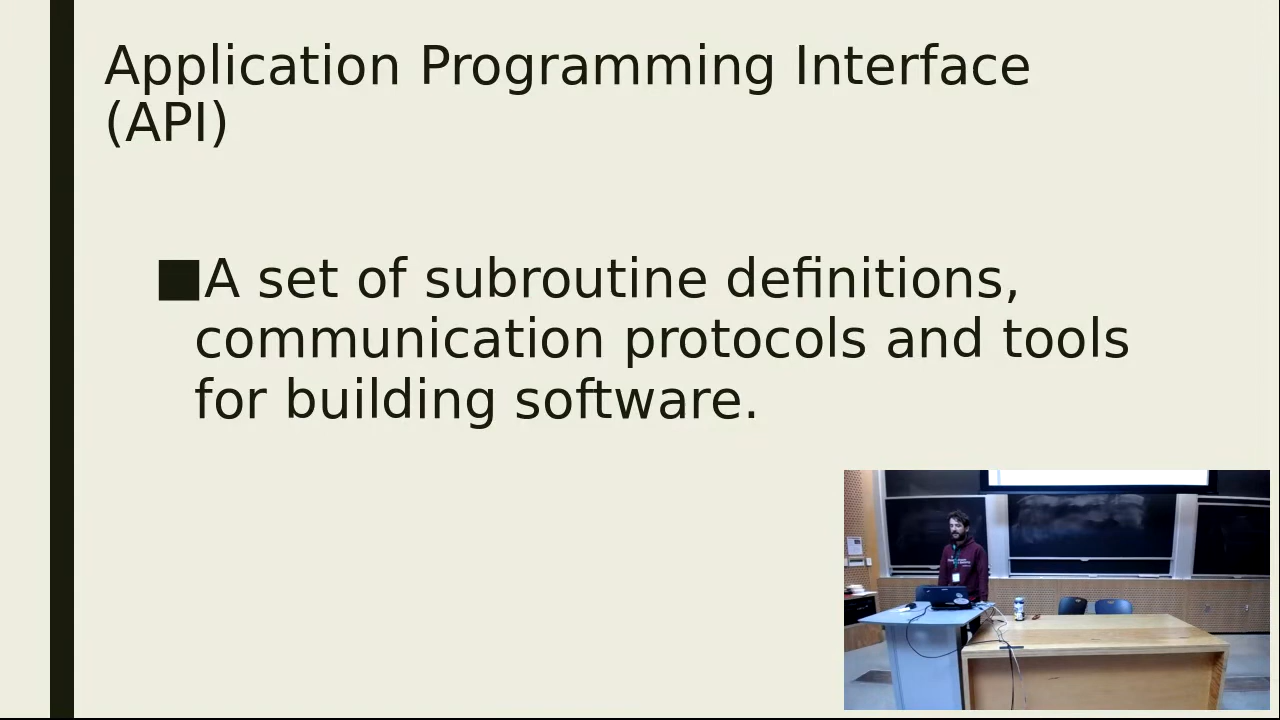 Application Programming Interface
(API)
■A set of subroutine definitions,
communication protocols and tools
for building software.